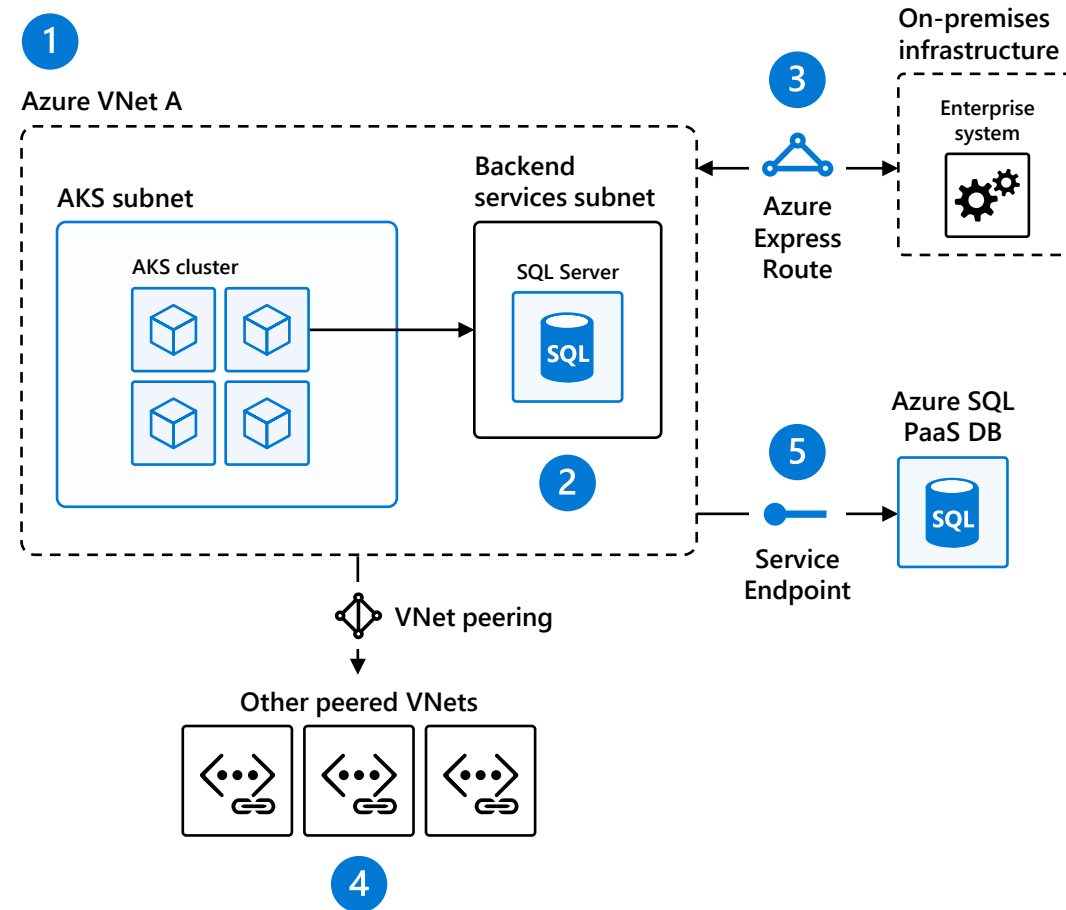 1
Azure VNet A
AKS subnet
AKS cluster
Backend
services subnet
SQL Server
SQL
2
3
Azure
Express
Route
On-premises
infrastructure
Enterprise
system
5
Service
Endpoint
Azure SQL
PaaS DB
SQL
VNet peering
Other peered VNets
4